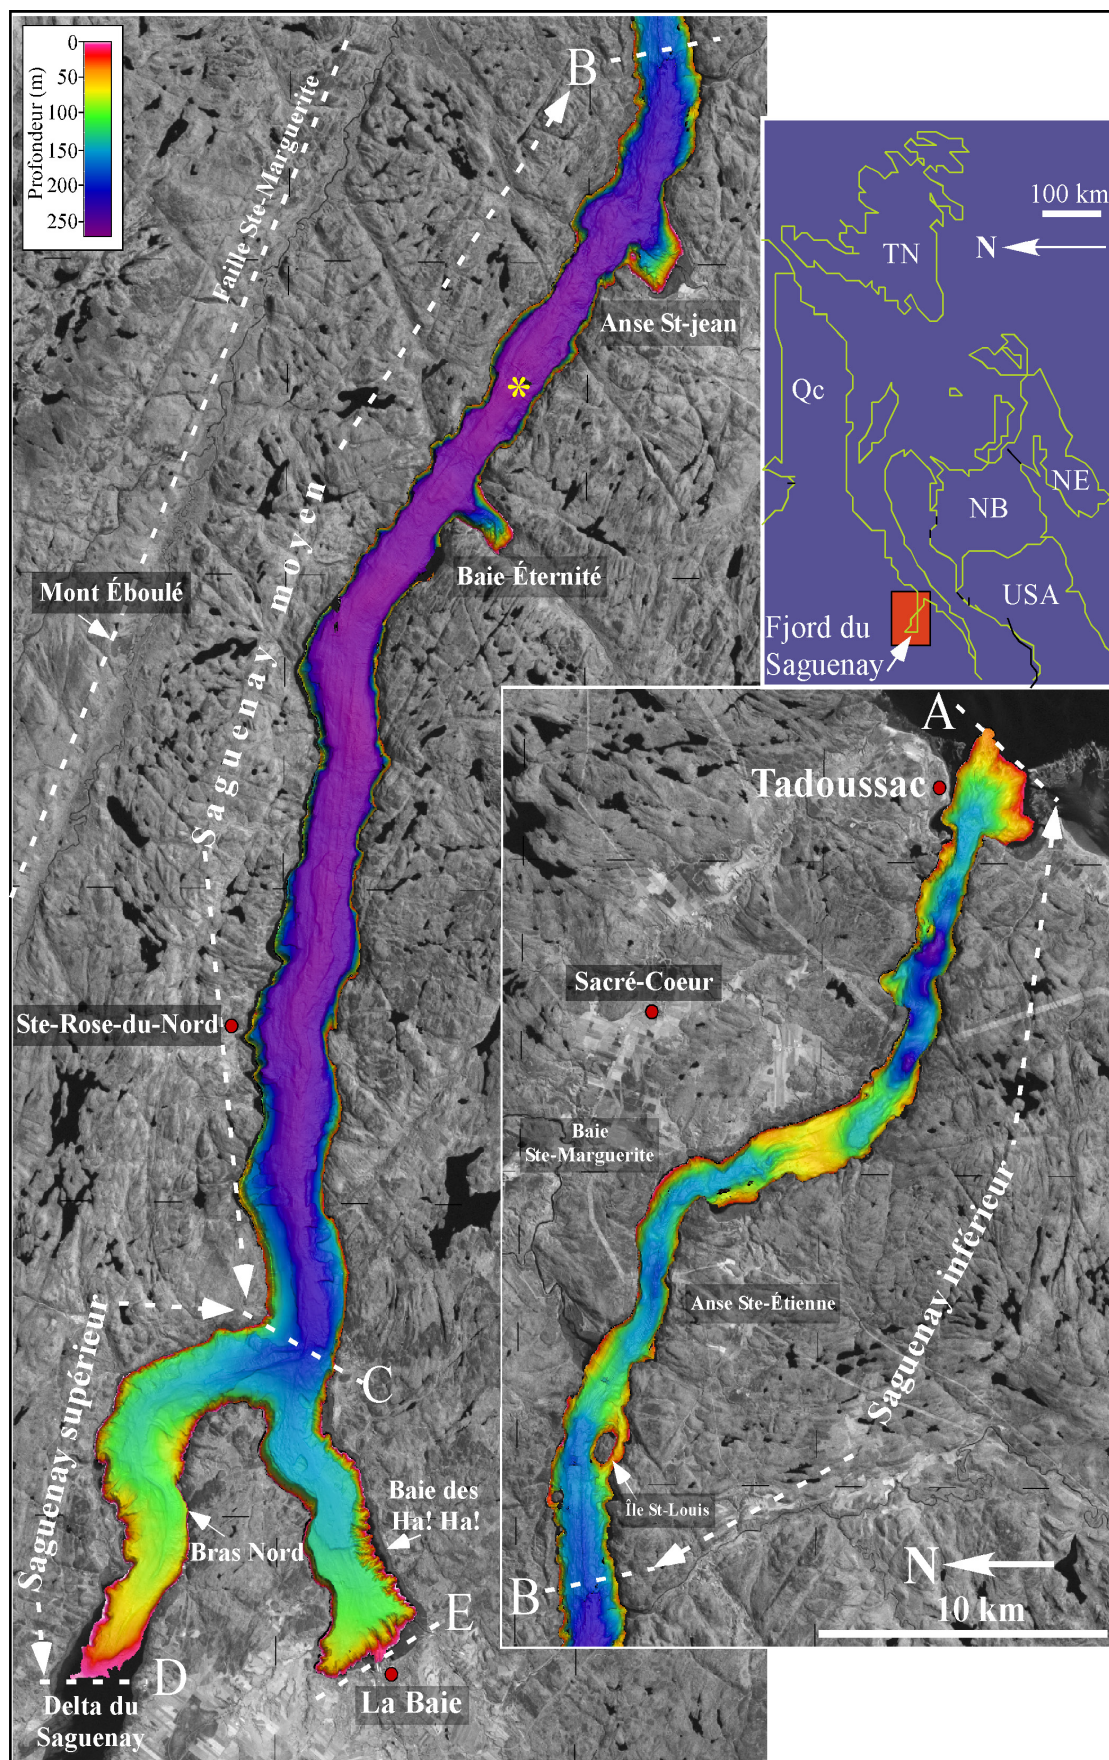 0
50
100
150
200
250
Profondeur (m)
Faille Ste-Marguerite
B
Anse St-jean
*
Baie Éternité
Mont Éboulé
Saguenay moyen
Ste-Rose-du-Nord
C
Saguenay supérieur
Baie des
Ha! Ha!
Bras Nord
E
D
La Baie
Delta du
Saguenay
100 km
N
TN
Qc
NE
NB
USA
Fjord du
Saguenay
A
Tadoussac
Sacré-Coeur
Baie
Ste-Marguerite
Anse Ste-Étienne
Saguenay inférieur
Île St-Louis
B
N
10 km